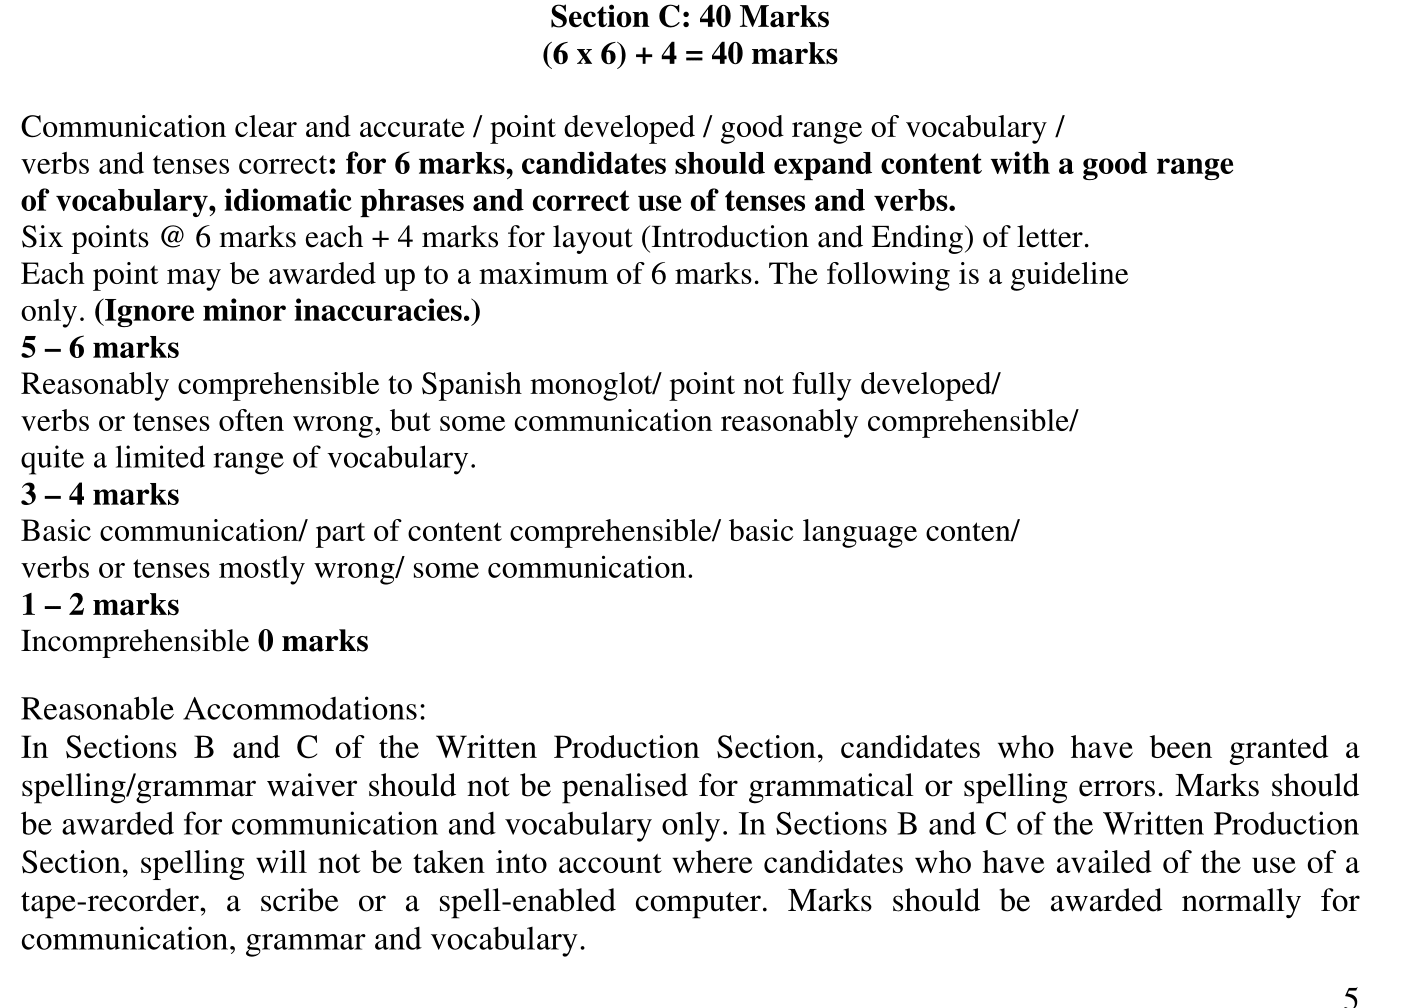 Section C: 40 Marks
(6 x 6) + 4 = 40 marks
Communication clear and accurate / point developed / good range of vocabulary /
verbs and tenses correct: for 6 marks, candidates should expand content with a good range
of vocabulary, idiomatic phrases and correct use of tenses and verbs.
Six points @ 6 marks each + 4 marks for layout (Introduction and Ending) of letter.
Each point may be awarded up to a maximum of 6 marks. The following is a guideline
only. (Ignore minor inaccuracies.)
5 – 6 marks
Reasonably comprehensible to Spanish monoglot/ point not fully developed/
verbs or tenses often wrong, but some communication reasonably comprehensible/
quite a limited range of vocabulary.
3 – 4 marks
Basic communication/ part of content comprehensible/ basic language conten/
verbs or tenses mostly wrong/ some communication.
1 – 2 marks
Incomprehensible 0 marks
Reasonable Accommodations:
In Sections B and C of the Written Production Section, candidates who have been granted a
spelling/grammar waiver should not be penalised for grammatical or spelling errors. Marks should
be awarded for communication and vocabulary only. In Sections B and C of the Written Production
Section, spelling will not be taken into account where candidates who have availed of the use of a
tape-recorder, a scribe or a spell-enabled computer. Marks should be awarded normally for
communication, grammar and vocabulary.
5